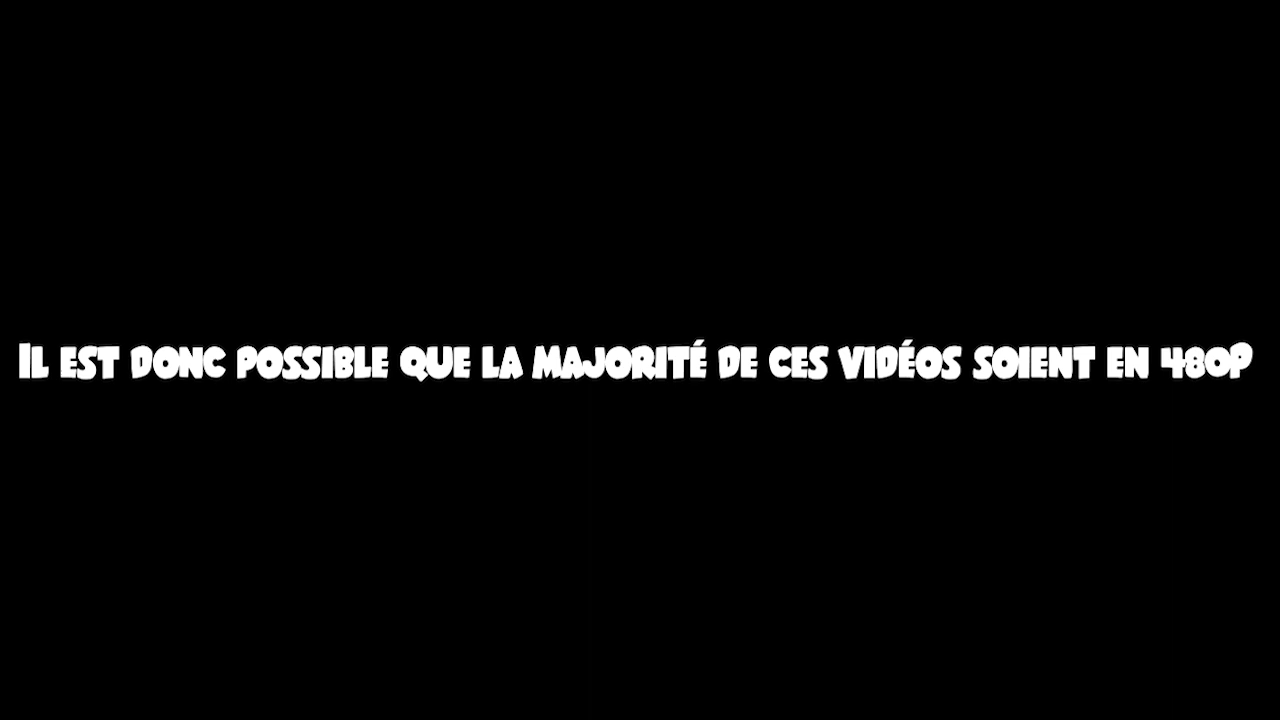 Il est donc possible que la majorité de ces vidéos soient en 480p